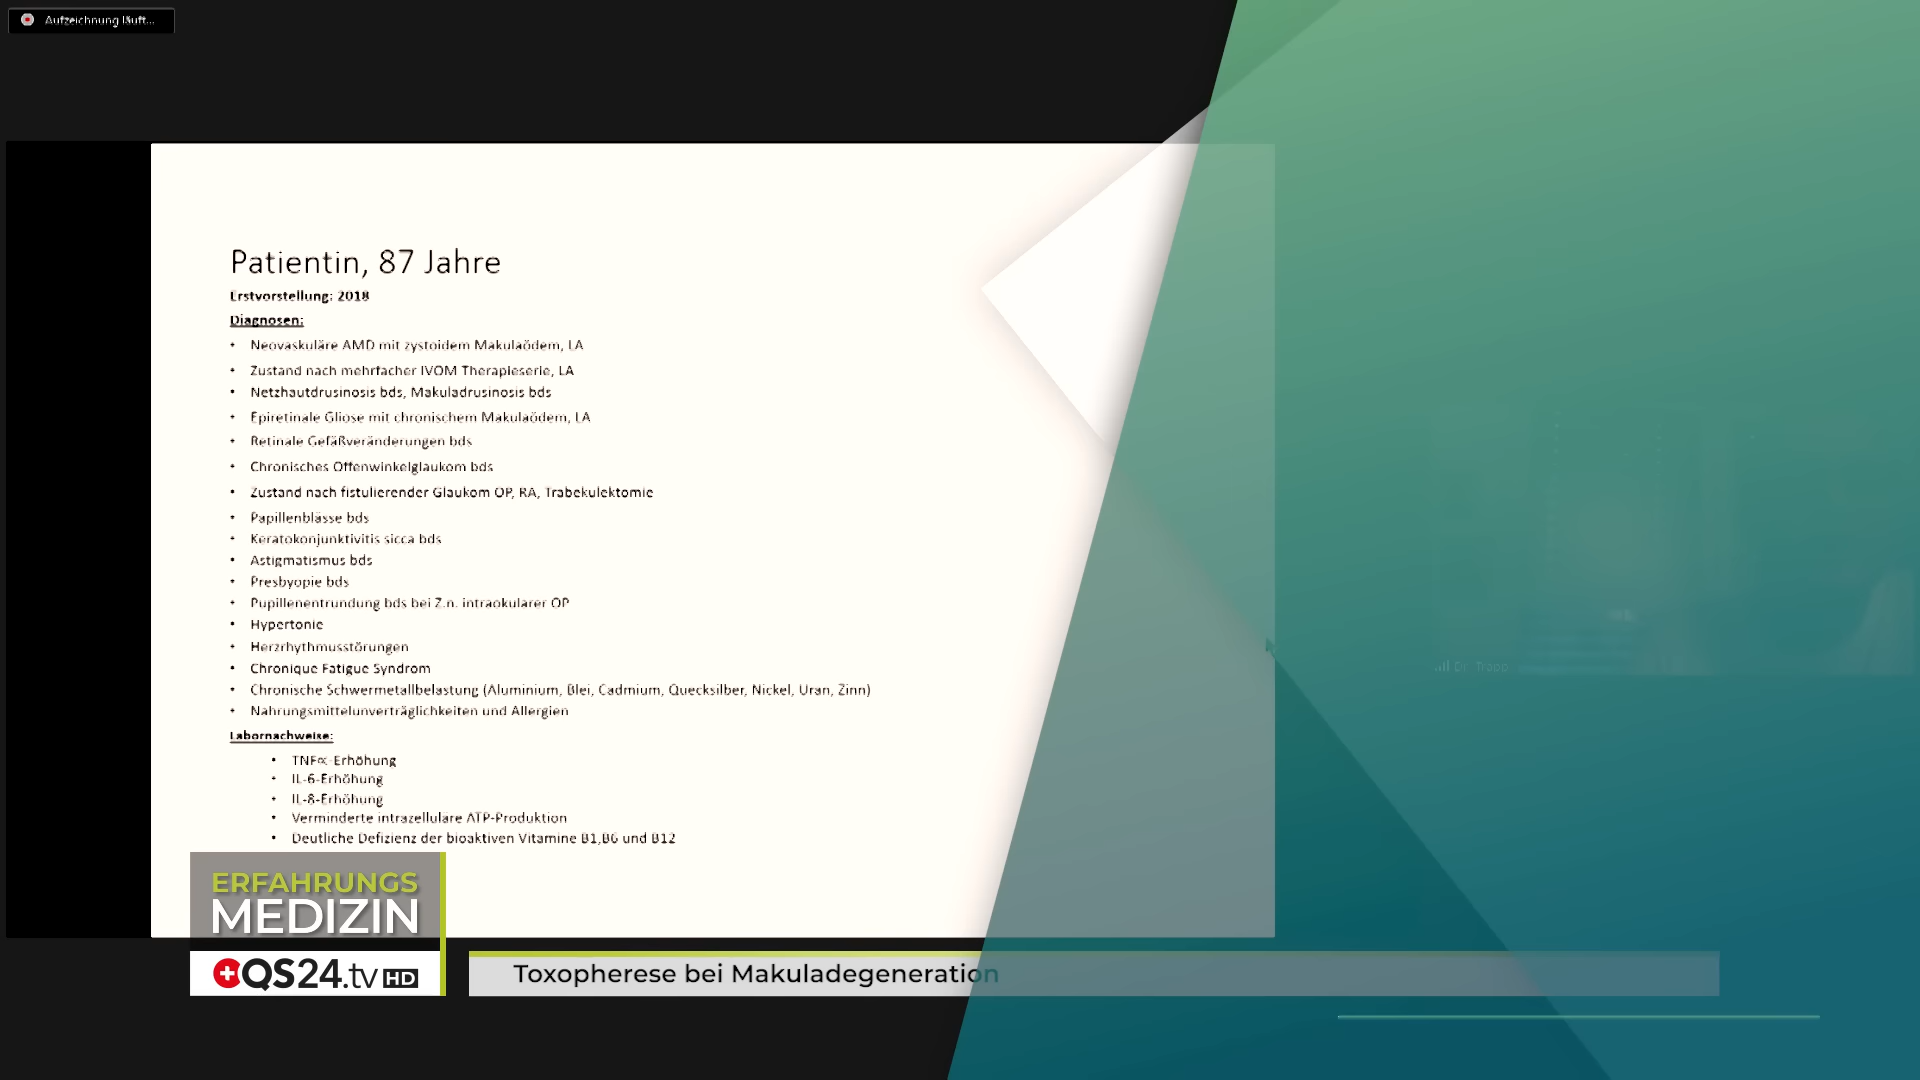 Aufzeichnung läuft...
Patientin, 87 Jahre
Erstvorstellung: 2018
Diagnosen:
• Neovaskuläre AMD mit zystoidem Makulaödem, LA
• Zustand nach mehrfacher IVOM Therapieserie, LA
• Netzhautdrusinosis bds, Makuladrusinosis bds
• Epiretinale Gliose mit chronischem Makulaödem, LA
• Retinale Gefäßveränderungen bds
• Chronisches Offenwinkelglaukom bds
• Zustand nach fistulierender Glaukom OP, RA, Trabekulektomie
• Papillenblässe bds
• Keratokonjunktivitis sicca bds
• Astigmatismus bds
• Presbyopie bds
• Pupillenentrundung bds bei Z.n. intraokularer OP
• Hypertonie
• Herzrhythmusstörungen
• Chronique Fatigue Syndrom
• Chronische Schwermetallbelastung (Aluminium, Blei, Cadmium, Quecksilber, Nickel, Uran, Zinn)
• Nahrungsmittelunverträglichkeiten und Allergien
Labornachweise:
• TNF∝-Erhöhung
• IL-6-Erhöhung
• IL-8-Erhöhung
• Verminderte intrazellulare ATP-Produktion
• Deutliche Defizienz der bioaktiven Vitamine B1,B6 und B12
Dr. Trapp
ERFAHRUNGS
MEDIZIN
QS24.tv HD
Toxopherese bei Makuladegeneration